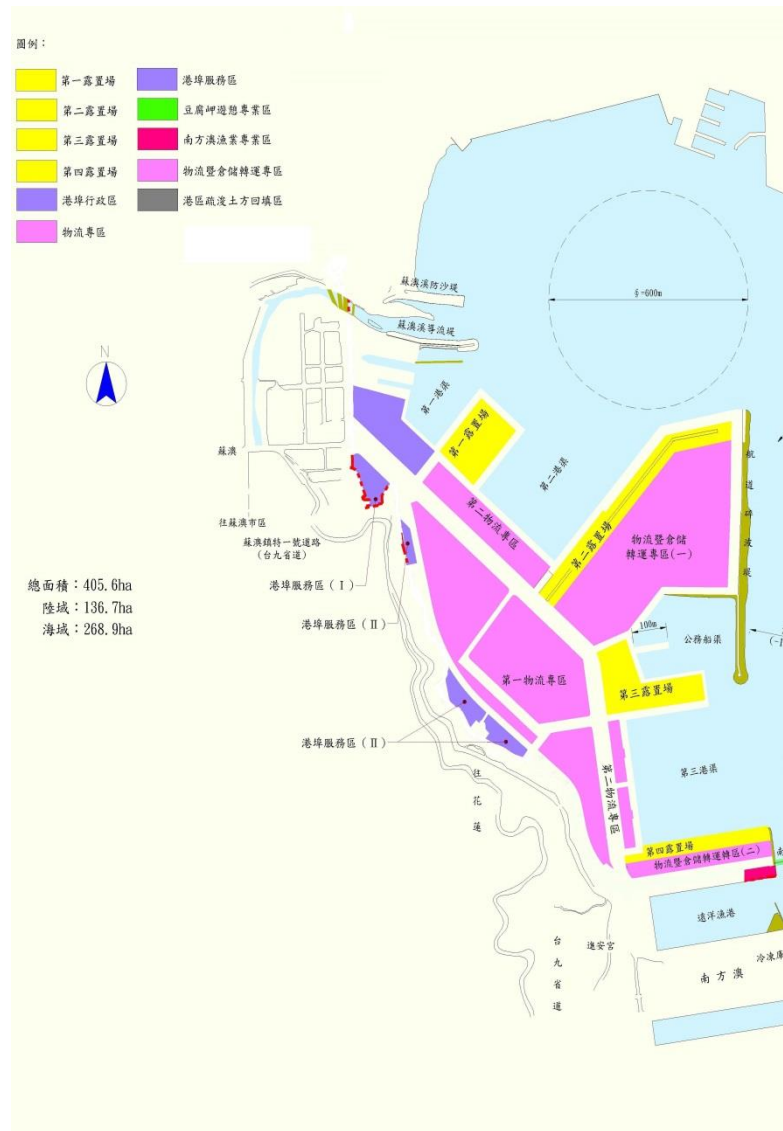 圖例：
第一露置場
第二露置場
第三露置場
第四露置場
港埠行政區
物流專區
港埠服務區
豆腐岬遊憩專業區
南方澳漁業專業區
物流暨倉儲轉運專區
港區疏浚土方回填區
N
蘇澳溪防沙堤
蘇澳溪導流堤
∮=600m
第一港渠
第一露置場
第二港渠
第二物流專區
第二露置場
物流暨倉儲
轉運專區(一)
航道碎波堤
蘇澳
往蘇澳市區
蘇澳鎮特一號道路
(台九省道)
港埠服務區(Ⅰ)
港埠服務區(Ⅱ)
總面積：405.6ha
陸域：136.7ha
海域：268.9ha
100m
公務船渠
第一物流專區
第三露置場
港埠服務區(Ⅱ)
第二物流專區
第三港渠
往花蓮
第四露置場
物流暨倉儲轉運轉區(二)
南
遠洋漁港
進安宮
台九省道
冷凍
南方澳